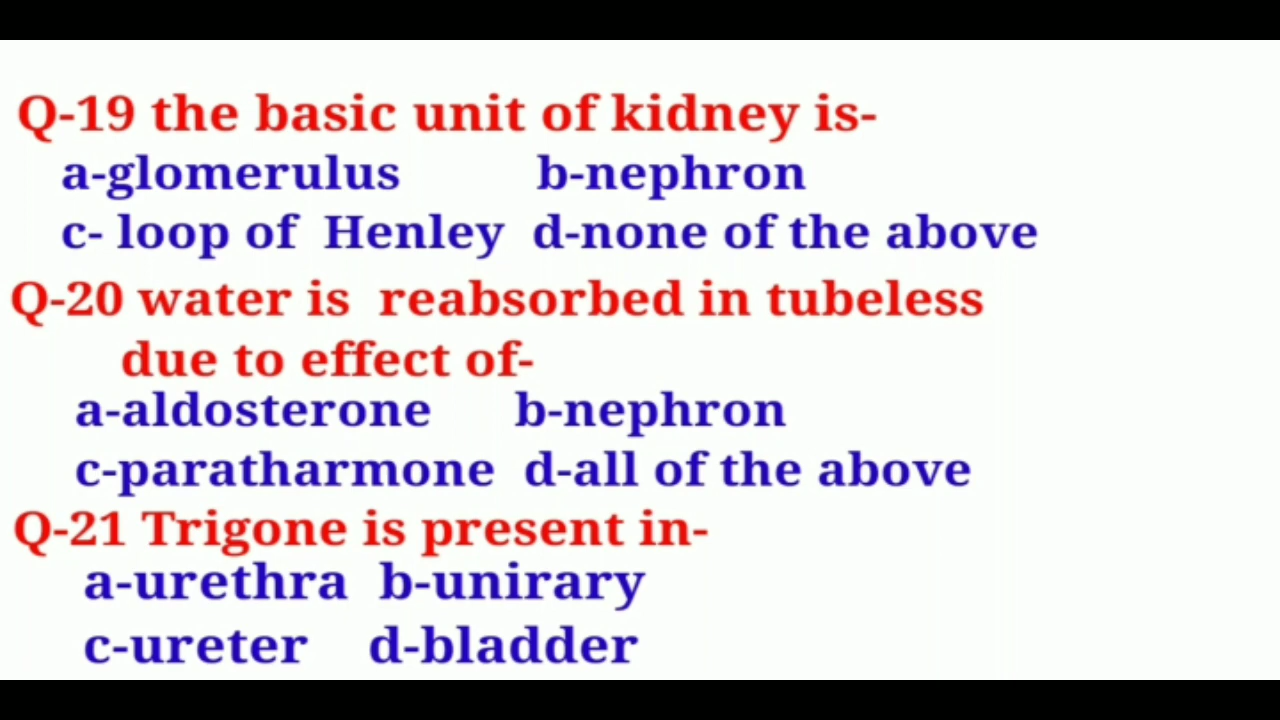 Q-19 the basic unit of kidney is-
a-glomerulus b-nephron
c- loop of Henley d-none of the above
Q-20 water is reabsorbed in tubeless
due to effect of-
a-aldosterone b-nephron
c-paratharmone d-all of the above
Q-21 Trigone is present in-
a-urethra b-unirary
c-ureter d-bladder